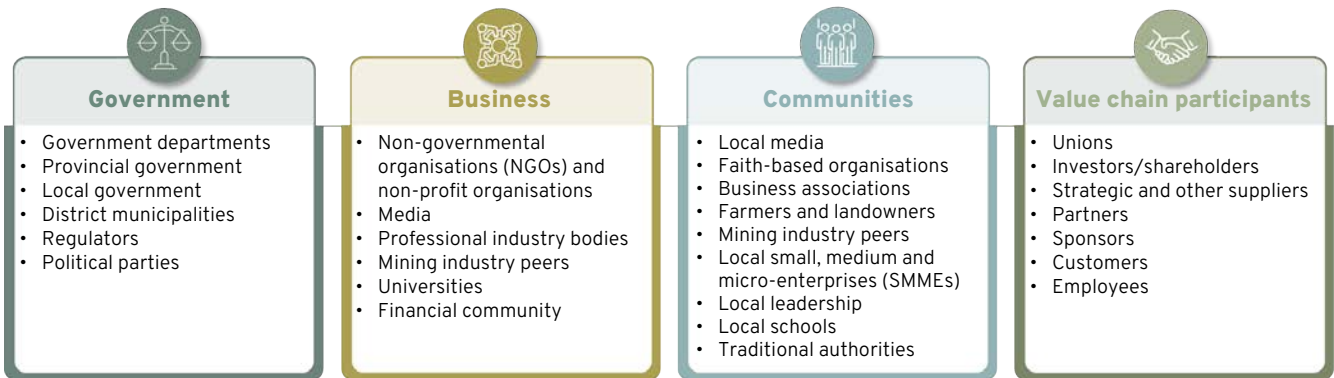 Government
• Government departments
• Provincial government
• Local government
• District municipalities
• Regulators
• Political parties
Business
• Non-governmental
organisations (NGOs) and
non-profit organisations
• Media
• Professional industry bodies
• Mining industry peers
• Universities
• Financial community
Communities
• Local media
• Faith-based organisations
• Business associations
• Farmers and landowners
• Mining industry peers
• Local small, medium and
micro-enterprises (SMMEs)
• Local leadership
• Local schools
• Traditional authorities
Value chain participants
• Unions
• Investors/shareholders
• Strategic and other suppliers
• Partners
• Sponsors
• Customers
• Employees